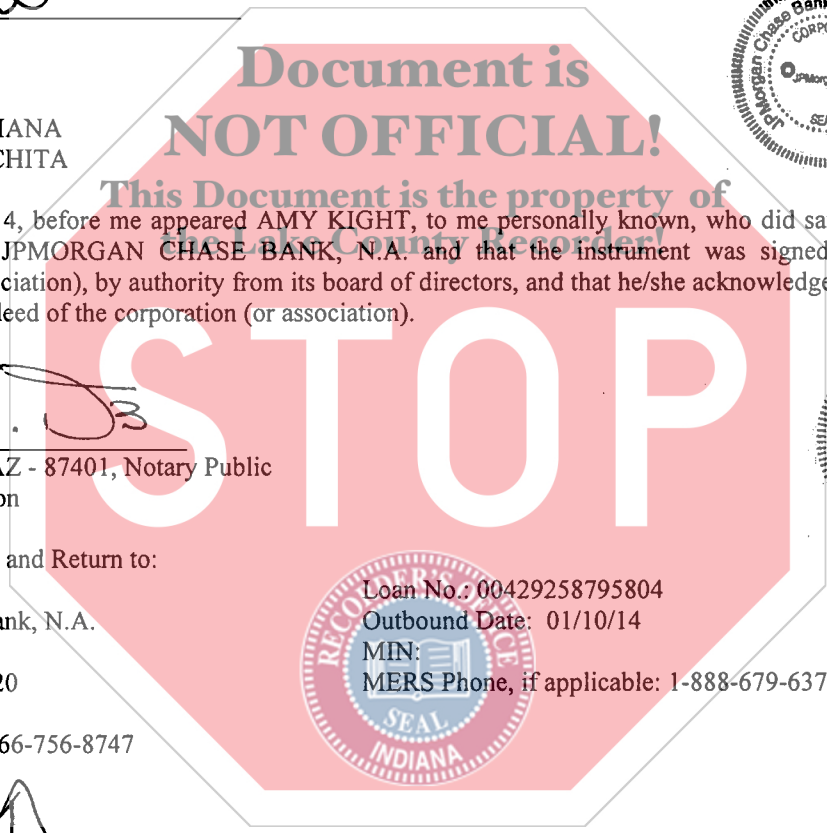 Document is
NOT OFFICIAL!
This Document is the property of
the Lake County Recorder!
JPMorgan Chase Bank
CORPO
JPMorg
SEA
IANA
CHITA
4, before me appeared AMY KIGHT, to me personally known, who did sa
JPMORGAN CHASE BANK, N.A. and that the instrument was signed
ciation), by authority from its board of directors, and that he/she acknowledge
leed of the corporation (or association).
STOP
AZ - 87401, Notary Public
on
and Return to:
Loan No.: 00429258795804
ank, N.A.
Outbound Date: 01/10/14
MIN:
20
MERS Phone, if applicable: 1-888-679-637
66-756-8747
RECORDER'S OFFICE
SEAL
INDIANA